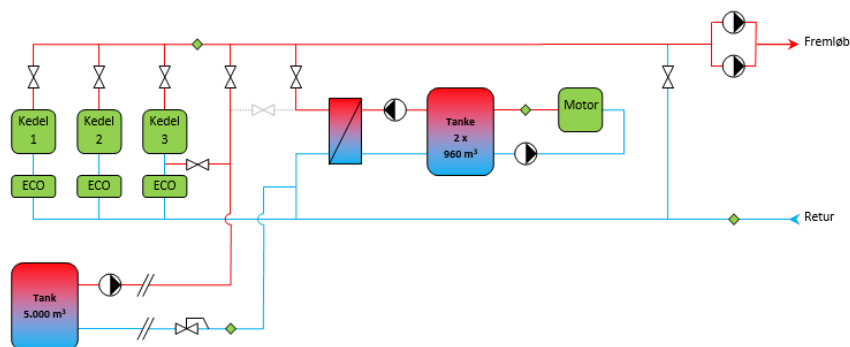 Fremløb
Kedel
1
Kedel
2
Kedel
3
Tanke
2 x
960 m³
Motor
ECO
ECO
ECO
Retur
Tank
5.000 m³